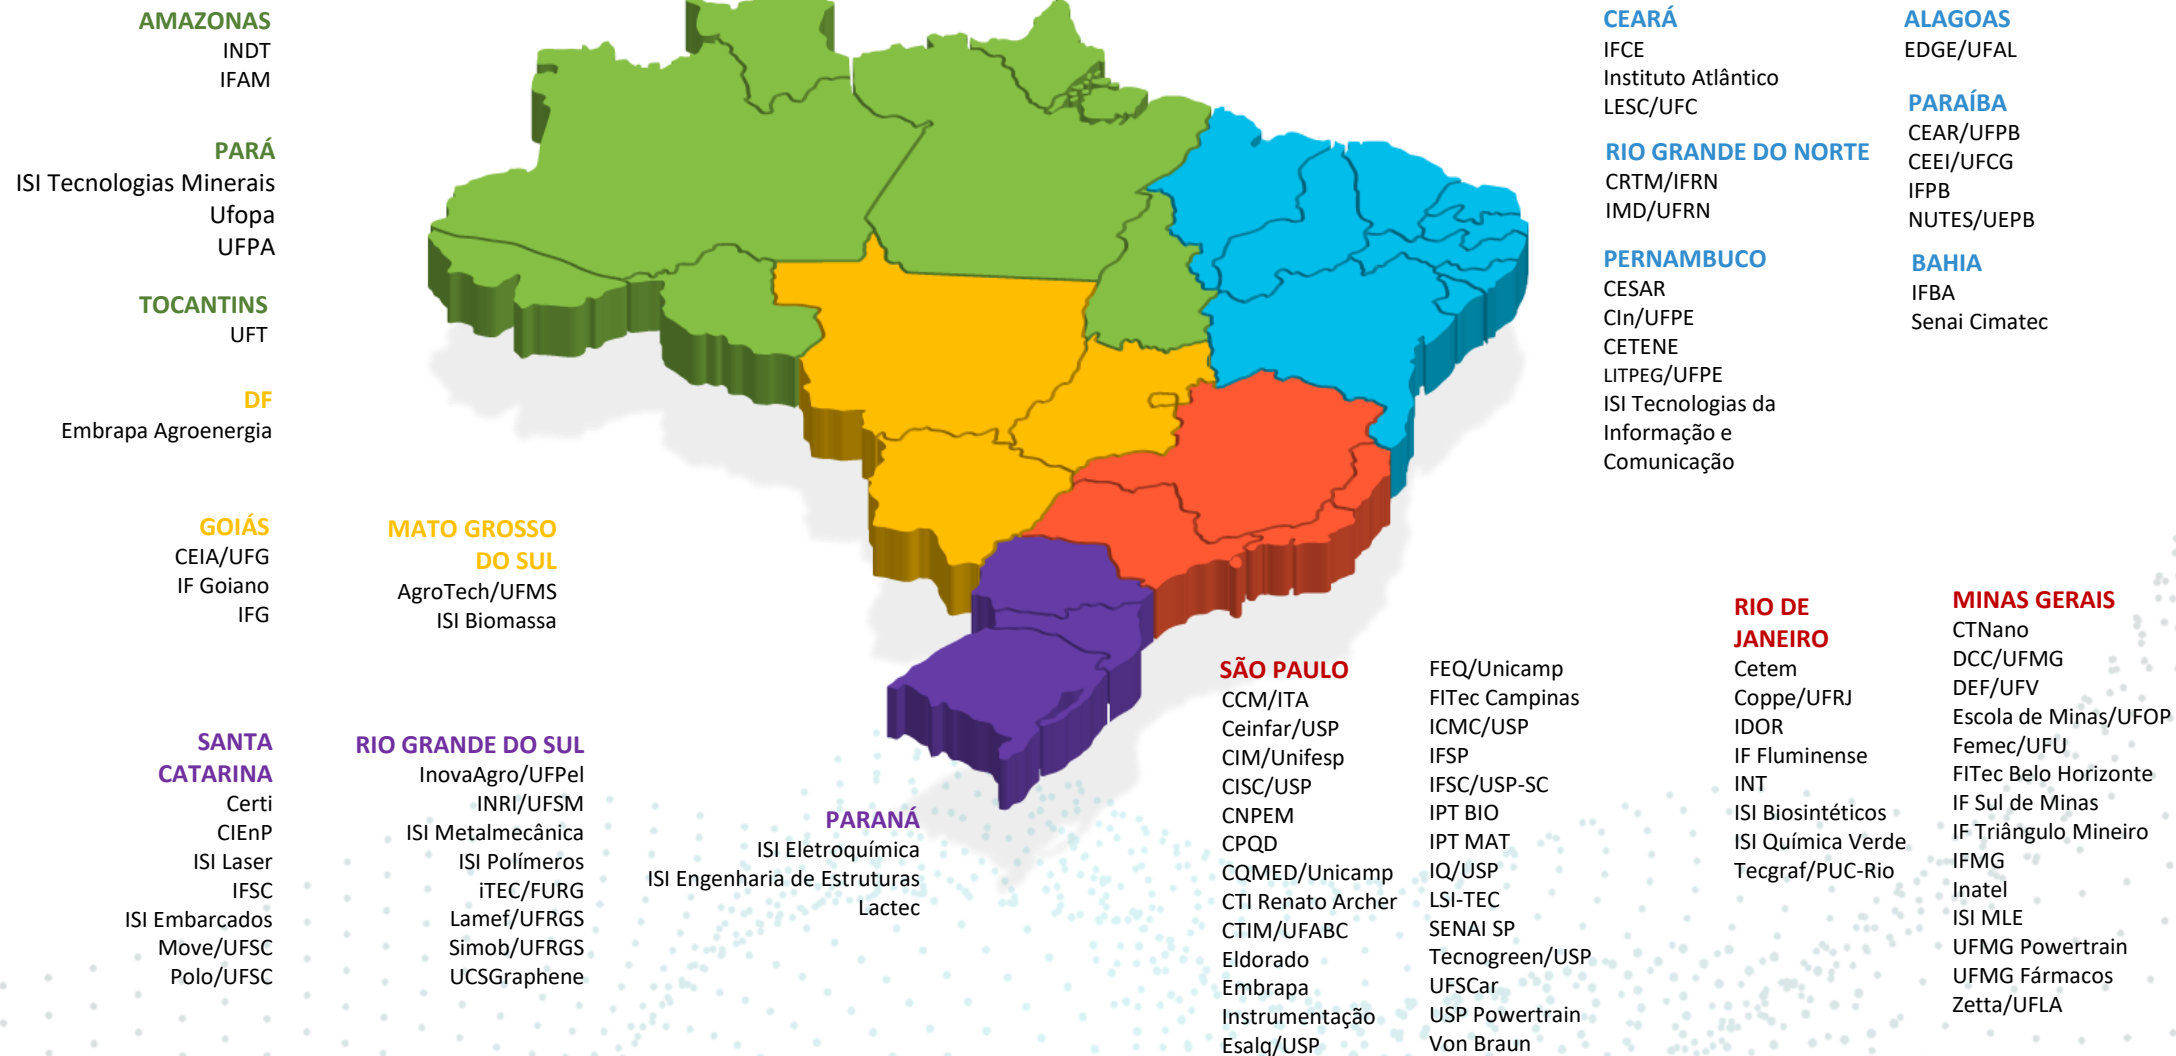 AMAZONAS
INDT
IFAM
PARÁ
ISI Tecnologias Minerais
Ufopa
UFPA
TOCANTINS
UFT
DF
Embrapa Agroenergia
GOIÁS
CEIA/UFG
IF Goiano
IFG
MATO GROSSO
DO SUL
AgroTech/UFMS
ISI Biomassa
SANTA
CATARINA
Certi
CIEnP
ISI Laser
IFSC
ISI Embarcados
Move/UFSC
Polo/UFSC
RIO GRANDE DO SUL
InovaAgro/UFPel
INRI/UFSM
ISI Metalmecânica
ISI Polímeros
iTEC/FURG
Lamef/UFRGS
Simob/UFRGS
UCSGraphene
PARANÁ
ISI Eletroquímica
ISI Engenharia de Estruturas
Lactec
CEARÁ
IFCE
Instituto Atlântico
LESC/UFC
RIO GRANDE DO NORTE
CRTM/IFRN
IMD/UFRN
PERNAMBUCO
CESAR
CIn/UFPE
CETENE
LITPEG/UFPE
ISI Tecnologias da
Informação e
Comunicação
ALAGOAS
EDGE/UFAL
PARAÍBA
CEAR/UFPB
CEEI/UFCG
IFPB
NUTES/UEPB
BAHIA
IFBA
Senai Cimatec
SÃO PAULO
CCM/ITA
Ceinfar/USP
CIM/Unifesp
CISC/USP
CNPEM
CPQD
CQMED/Unicamp
CTI Renato Archer
CTIM/UFABC
Eldorado
Embrapa
Instrumentação
Esalq/USP
FEQ/Unicamp
FITec Campinas
ICMC/USP
IFSP
IFSC/USP-SC
IPT BIO
IPT MAT
IQ/USP
LSI-TEC
SENAI SP
Tecnogreen/USP
UFSCar
USP Powertrain
Von Braun
RIO DE
JANEIRO
Cetem
Coppe/UFRJ
IDOR
IF Fluminense
INT
ISI Biosintéticos
ISI Química Verde
Tecgraf/PUC-Rio
MINAS GERAIS
CTNano
DCC/UFMG
DEF/UFV
Escola de Minas/UFOP
Femec/UFU
FITec Belo Horizonte
IF Sul de Minas
IF Triângulo Mineiro
IFMG
Inatel
ISI MLE
UFMG Powertrain
UFMG Fármacos
Zetta/UFLA